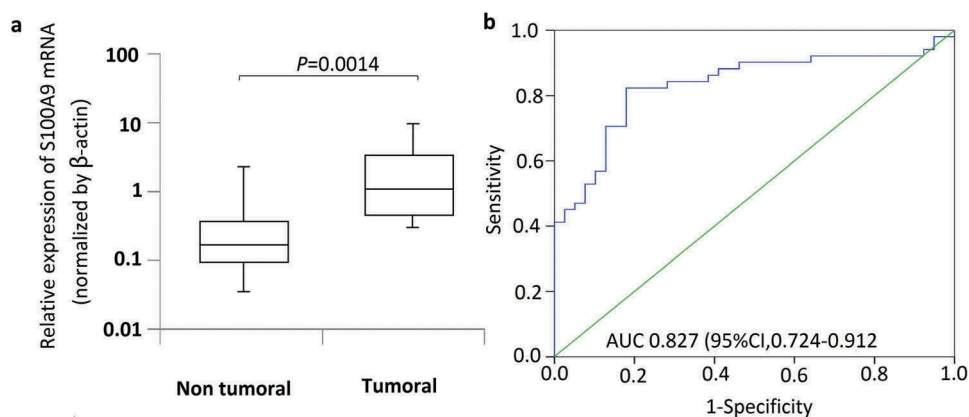 a
Relative expression of S100A9 mRNA
(normalized by β-actin)
100
10
1
0.1
0.01
P=0.0014
Non tumoral
Tumoral
b
Sensitivity
1.0
0.8
0.6
0.4
0.2
0.0
AUC 0.827 (95%CI,0.724-0.912
0.0 0.2 0.4 0.6 0.8 1.0
1-Specificity